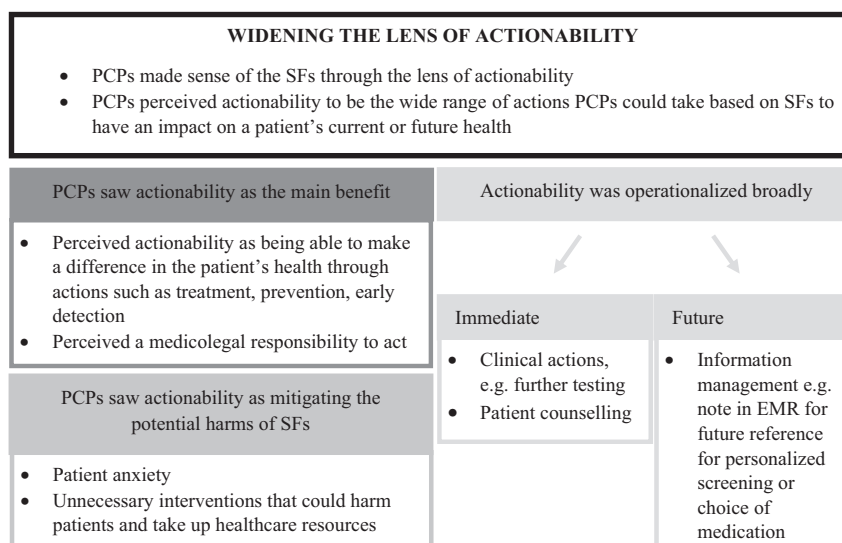 WIDENING THE LENS OF ACTIONABILITY
• PCPs made sense of the SFs through the lens of actionability
• PCPs perceived actionability to be the wide range of actions PCPs could take based on SFs to
have an impact on a patient's current or future health
PCPs saw actionability as the main benefit
• Perceived actionability as being able to make
a difference in the patient's health through
actions such as treatment, prevention, early
detection
• Perceived a medicolegal responsibility to act
PCPs saw actionability as mitigating the
potential harms of SFs
• Patient anxiety
• Unnecessary interventions that could harm
patients and take up healthcare resources
Actionability was operationalized broadly
Immediate
• Clinical actions,
e.g. further testing
• Patient counselling
Future
• Information
management e.g.
note in EMR for
future reference
for personalized
screening or
choice of
medication